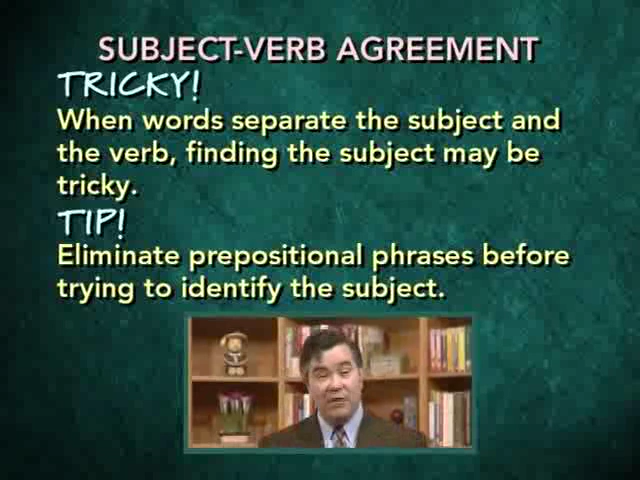 SUBJECT-VERB AGREEMENT
TRICKY!
When words separate the subject and
the verb, finding the subject may be
tricky.
TIP!
Eliminate prepositional phrases before
trying to identify the subject.